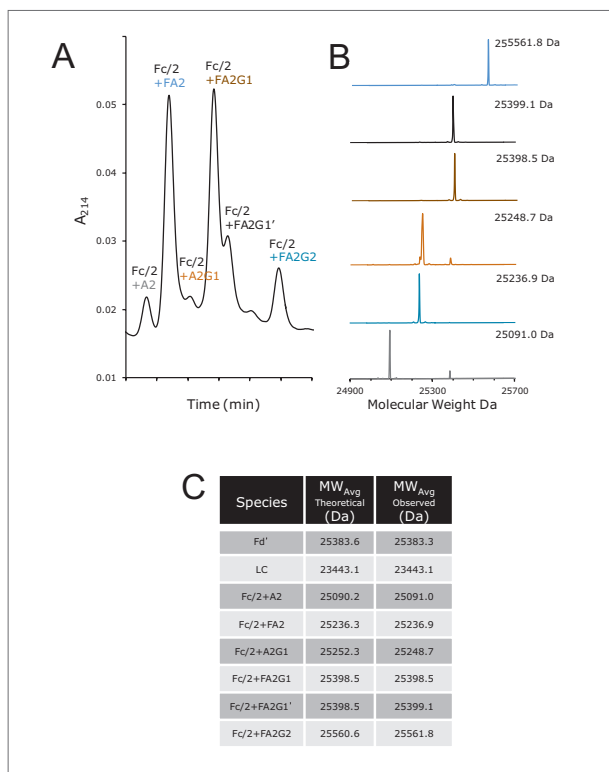 A
Fc/2
+FA2
Fc/2
+FA2G1
Fc/2
+FA2G1’
Fc/2
+A2
Fc/2
+A2G1
Fc/2
+FA2G2
0.05
0.04
0.03
0.02
0.01
A214
Time (min)
B
255561.8 Da
25399.1 Da
25398.5 Da
25248.7 Da
25236.9 Da
25091.0 Da
24900 25300 25700
Molecular Weight Da
C
Species MWAvg Theoretical (Da) MWAvg Observed (Da)
Fd’ 25383.6 25383.3
LC 23443.1 23443.1
Fc/2+A2 25090.2 25091.0
Fc/2+FA2 25236.3 25236.9
Fc/2+A2G1 25252.3 25248.7
Fc/2+FA2G1 25398.5 25398.5
Fc/2+FA2G1’ 25398.5 25399.1
Fc/2+FA2G2 25560.6 25561.8